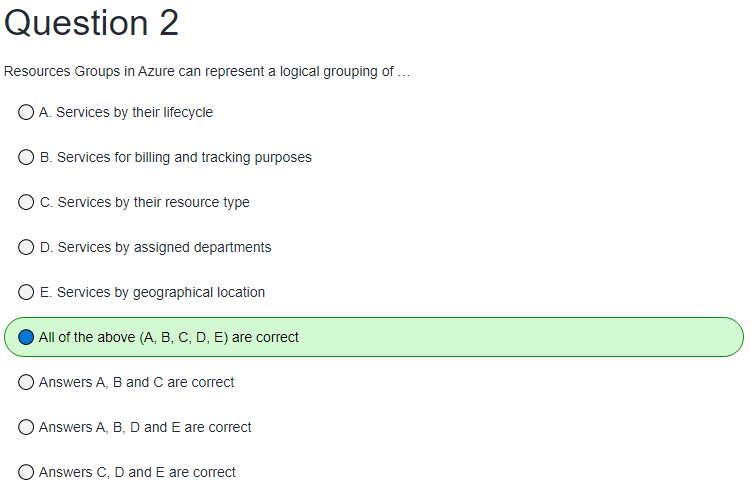 Question 2
Resources Groups in Azure can represent a logical grouping of ...
A. Services by their lifecycle
B. Services for billing and tracking purposes
C. Services by their resource type
D. Services by assigned departments
E. Services by geographical location
All of the above (A, B, C, D, E) are correct
Answers A, B and C are correct
Answers A, B, D and E are correct
Answers C, D and E are correct